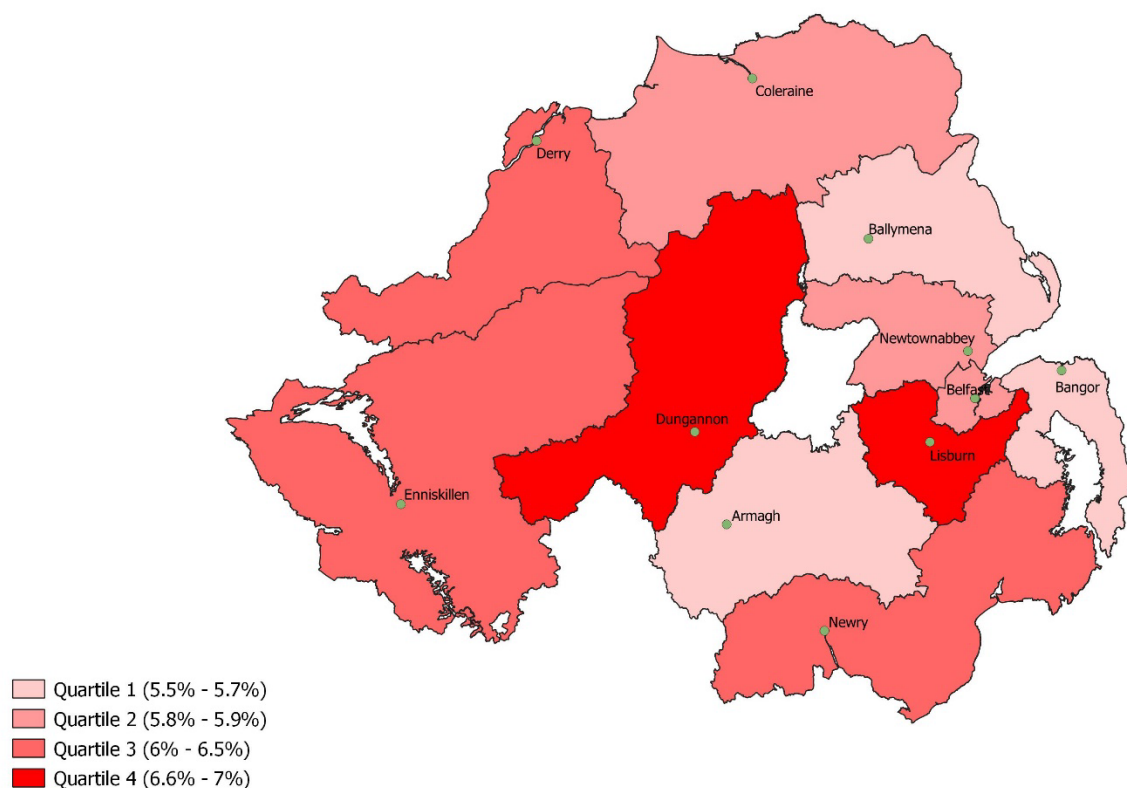 Coleraine
Derry
Ballymena
Newtownabbey
Bangor
Belfast
Dungannon
Lisburn
Enniskillen
Armagh
Newry
Quartile 1 (5.5% - 5.7%)
Quartile 2 (5.8% - 5.9%)
Quartile 3 (6% - 6.5%)
Quartile 4 (6.6% - 7%)